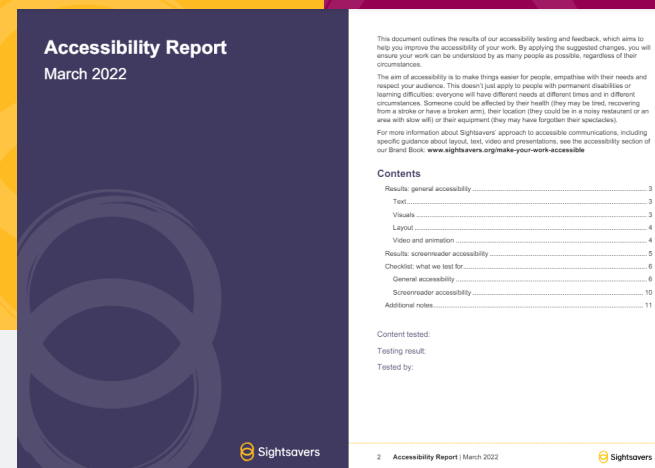 Accessibility Report
March 2022
Sightsavers
This document outlines the results of our accessibility testing and feedback, which aims to
help you improve the accessibility of your work. By applying the suggested changes, you will
ensure your work can be understood by as many people as possible, regardless of their
circumstances.
The aim of accessibility is to make things easier for people, empathise with their needs and
respect your audience. This doesn't just apply to people with permanent disabilities or
learning difficulties: everyone will have different needs at different times and in different
circumstances. Someone could be affected by their health (they may be tired, recovering
from a stroke or have a broken arm), their location (they could be in a noisy restaurent or an
area with slow wifi) or their equipment (they may have forgotten their spectacles).
For more information about Sightsavers' approach to accessible communications, including
specific guidance about layout, text, video and presentations, see the accessibility section of
our Brand Book: www.sightsavers.org/make-your-work-accessible
Contents
Results: general accessibility 3
Text 3
Visuals 3
Layout 4
Video and animation 4
Results: screenreader accessibility 5
Checklist: what we test for 6
General accessibility 6
Screenreader accessibility 10
Additional notes 11
Content tested:
Testing result:
Tested by:
2 Accessibility Report | March 2022
Sightsavers